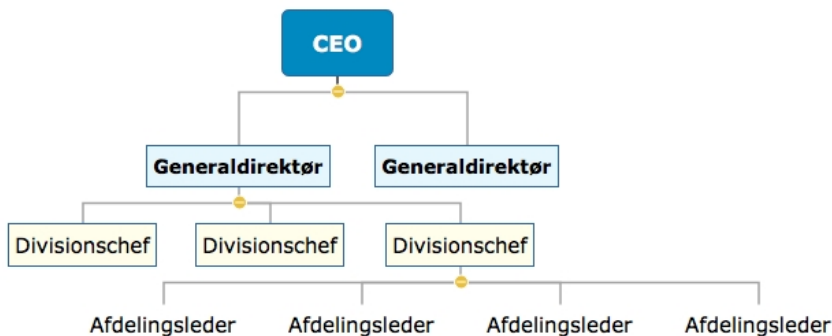 CEO
Generaldirektør Generaldirektør
Divisionschef Divisionschef Divisionschef
Afdelingsleder Afdelingsleder Afdelingsleder Afdelingsleder